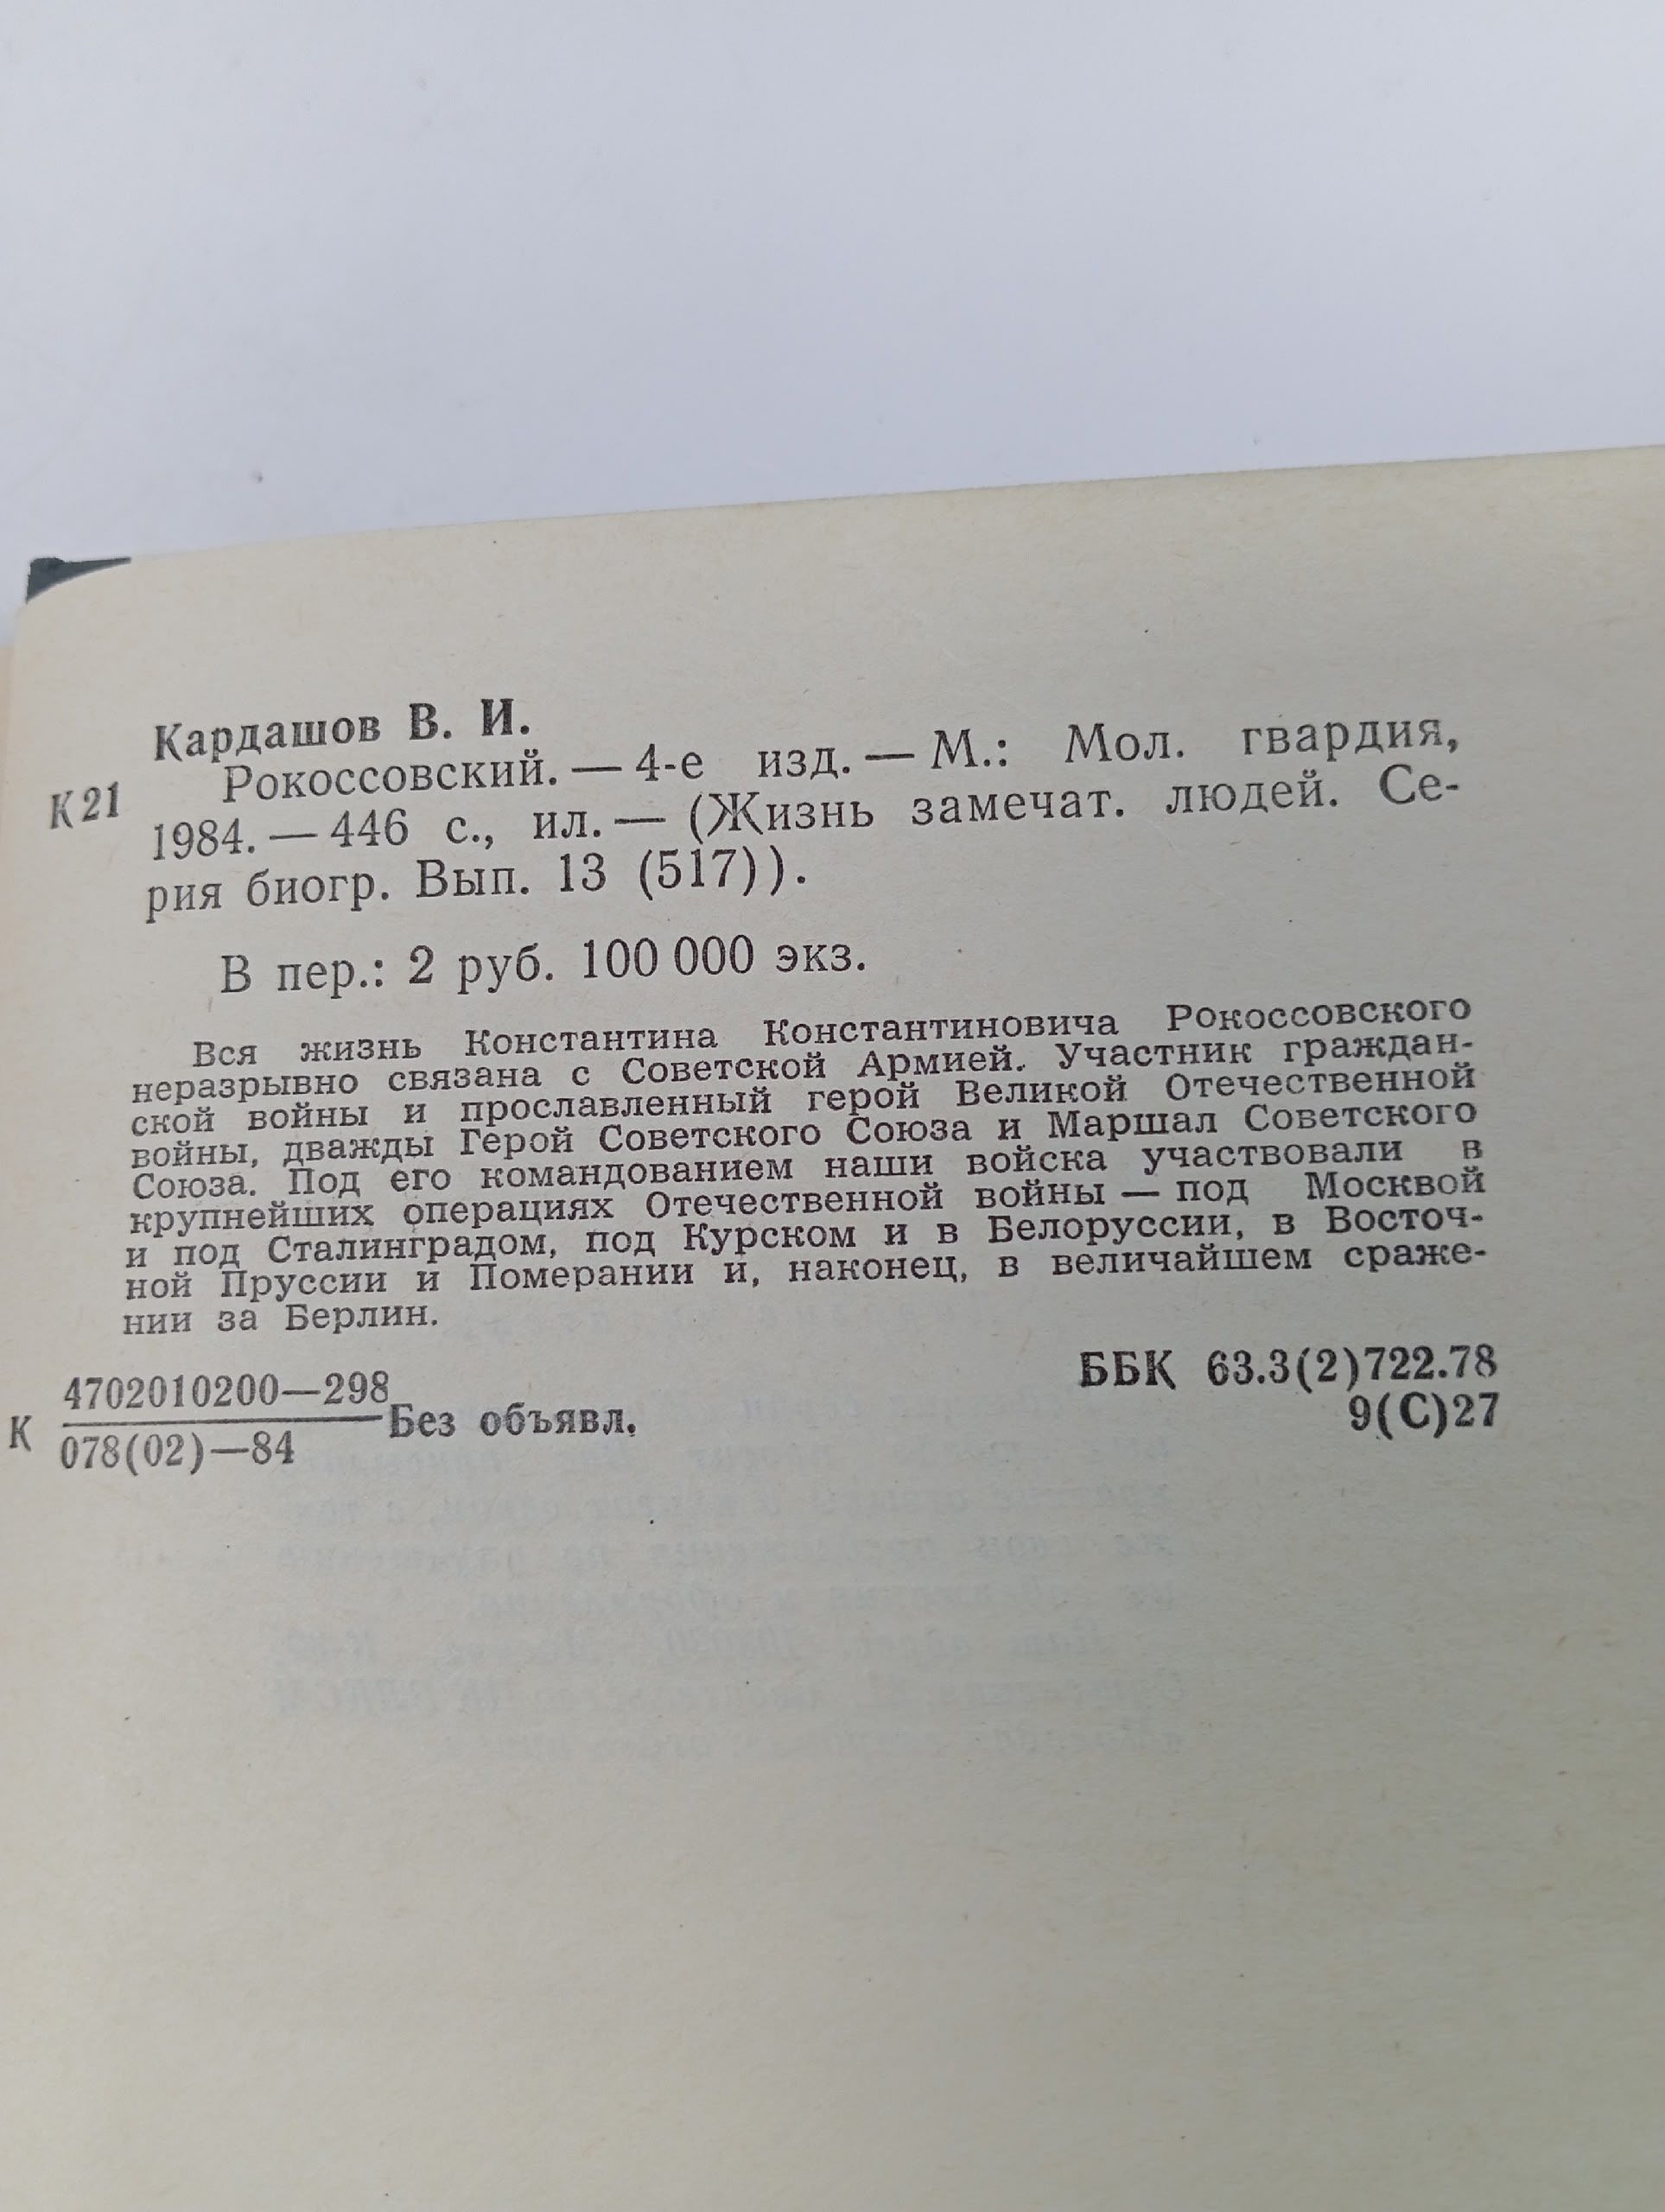 Кардашов В. И.
К21 Рокоссовский. — 4-е изд. — М.: Мол. гвардия,
1984. — 446 с., ил. — (Жизнь замечат. людей. Се-
рия биогр. Вып. 13 (517)).
В пер.: 2 руб. 100 000 экз.
Вся жизнь Константина Константиновича Рокоссовского
неразрывно связана с Советской Армией. Участник граждан-
ской войны и прославленный герой Великой Отечественной
войны, дважды Герой Советского Союза и Маршал Советского
Союза. Под его командованием наши войска участвовали в
крупнейших операциях Отечественной войны — под Москвой
и под Сталинградом, под Курском и в Белоруссии, в Восточ-
ной Пруссии и Померании и, наконец, в величайшем сраже-
нии за Берлин.
К 4702010200—298
078(02)—84
Без объявл.
ББК 63.3(2)722.78
9(С)27